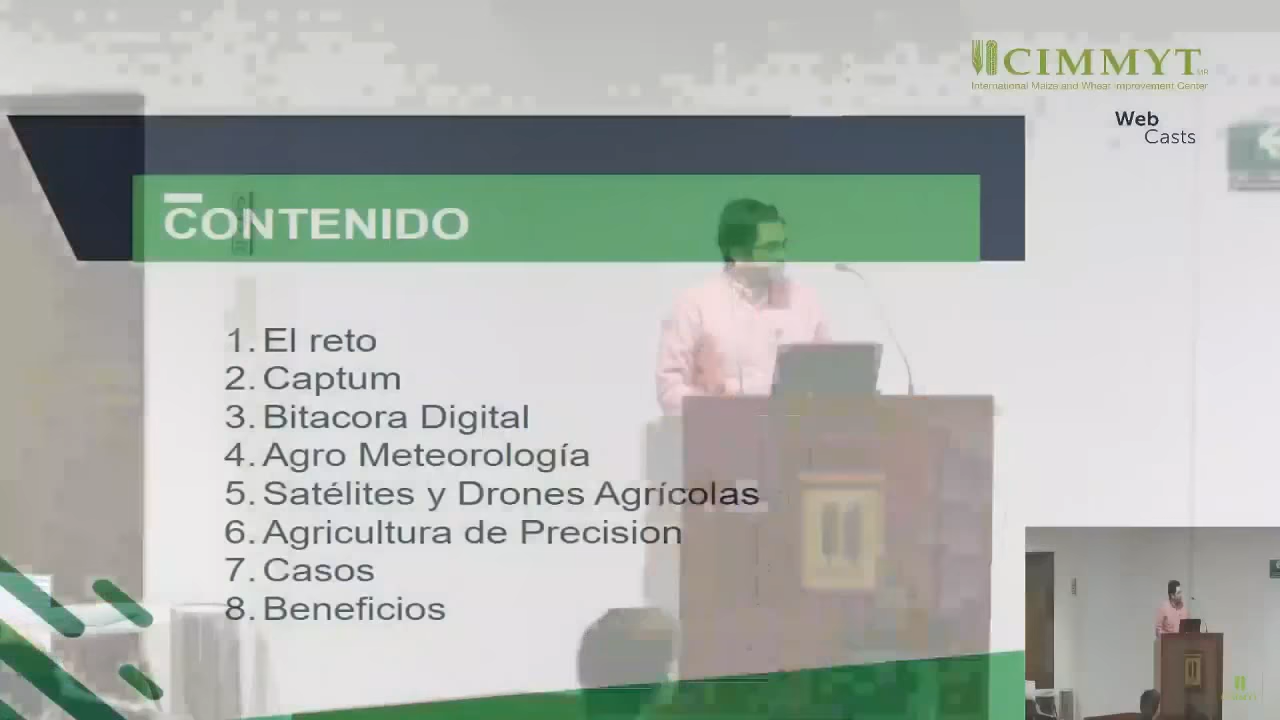 CIMMYT MR
International Maize and Wheat Improvement Center
Web
Casts
CONTENIDO
1. El reto
2. Captum
3. Bitacora Digital
4. Agro Meteorología
5. Satélites y Drones Agrícolas
6. Agricultura de Precision
7. Casos
8. Beneficios